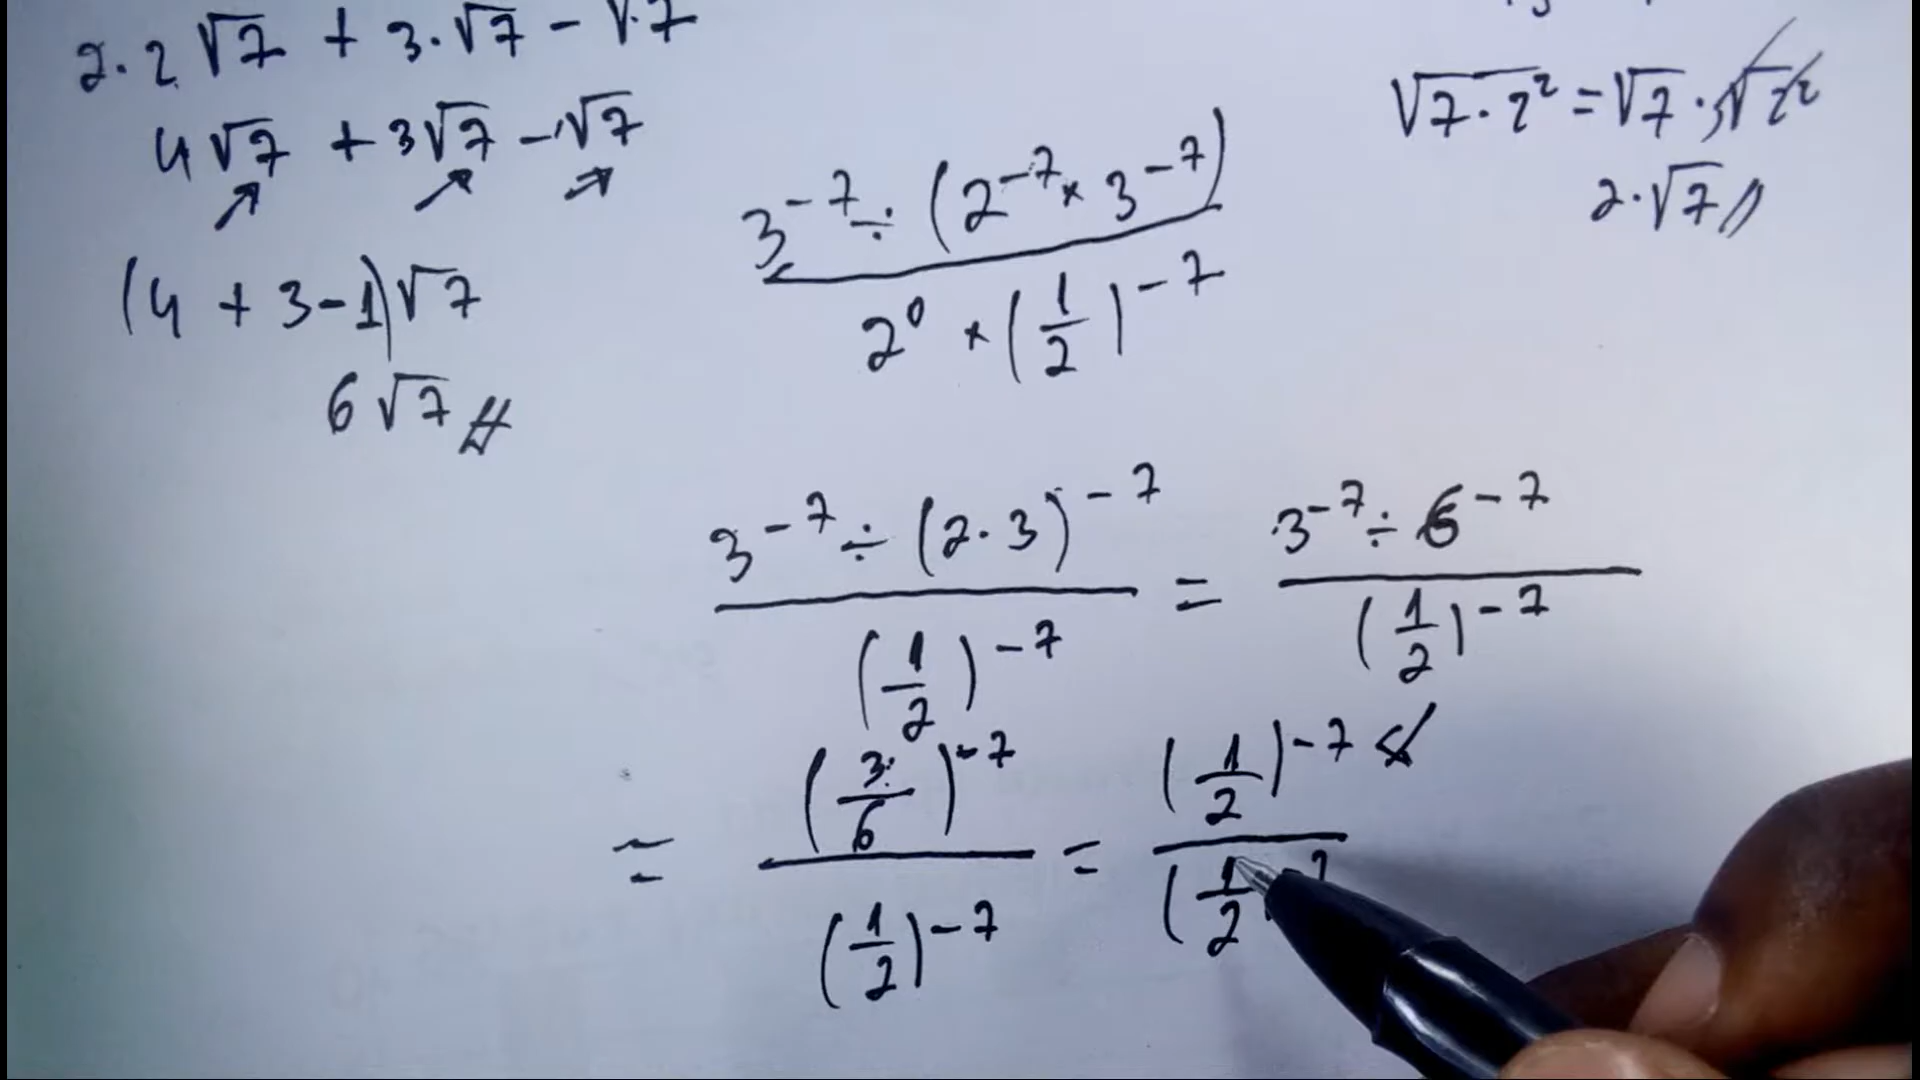 2·2√7 + 3·√7 − √7
4√7 + 3√7 − 1√7
(4 + 3 − 1)√7
6√7 //
√7·2² = √7·√2²
2·√7 //
3⁻⁷ ÷ (2⁻⁷ × 3⁻⁷)
2⁰ × (1/2)⁻⁷
3⁻⁷ ÷ (2·3)⁻⁷ / (1/2)⁻⁷ = 3⁻⁷ ÷ 6⁻⁷ / (1/2)⁻⁷
= (3/6)⁻⁷ / (1/2)⁻⁷ = (1/2)⁻⁷ / (1/2)⁻⁷